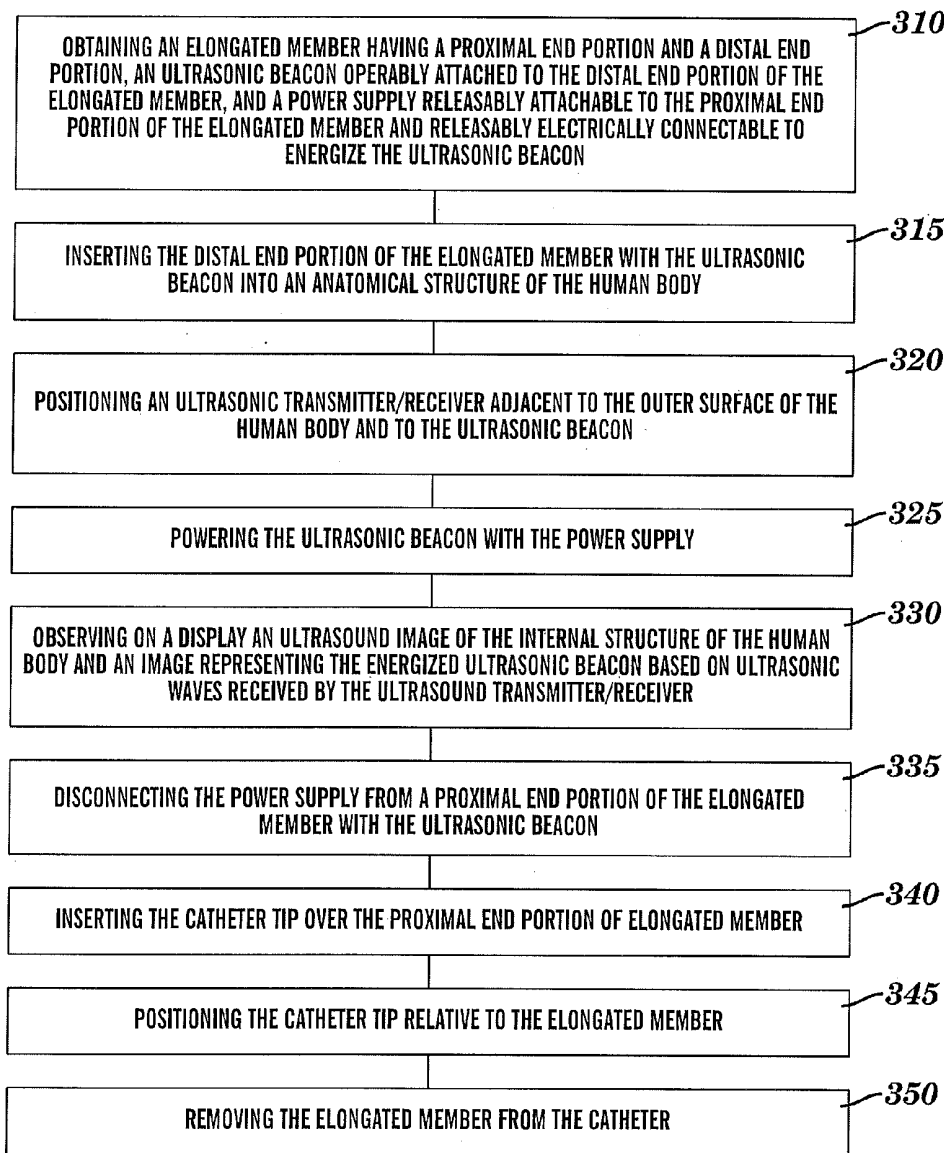 310
OBTAINING AN ELONGATED MEMBER HAVING A PROXIMAL END PORTION AND A DISTAL END
PORTION, AN ULTRASONIC BEACON OPERABLY ATTACHED TO THE DISTAL END PORTION OF THE
ELONGATED MEMBER, AND A POWER SUPPLY RELEASABLY ATTACHABLE TO THE PROXIMAL END
PORTION OF THE ELONGATED MEMBER AND RELEASABLY ELECTRICALLY CONNECTABLE TO
ENERGIZE THE ULTRASONIC BEACON
315
INSERTING THE DISTAL END PORTION OF THE ELONGATED MEMBER WITH THE ULTRASONIC
BEACON INTO AN ANATOMICAL STRUCTURE OF THE HUMAN BODY
320
POSITIONING AN ULTRASONIC TRANSMITTER/RECEIVER ADJACENT TO THE OUTER SURFACE OF THE
HUMAN BODY AND TO THE ULTRASONIC BEACON
325
POWERING THE ULTRASONIC BEACON WITH THE POWER SUPPLY
330
OBSERVING ON A DISPLAY AN ULTRASOUND IMAGE OF THE INTERNAL STRUCTURE OF THE HUMAN
BODY AND AN IMAGE REPRESENTING THE ENERGIZED ULTRASONIC BEACON BASED ON ULTRASONIC
WAVES RECEIVED BY THE ULTRASOUND TRANSMITTER/RECEIVER
335
DISCONNECTING THE POWER SUPPLY FROM A PROXIMAL END PORTION OF THE ELONGATED
MEMBER WITH THE ULTRASONIC BEACON
340
INSERTING THE CATHETER TIP OVER THE PROXIMAL END PORTION OF ELONGATED MEMBER
345
POSITIONING THE CATHETER TIP RELATIVE TO THE ELONGATED MEMBER
350
REMOVING THE ELONGATED MEMBER FROM THE CATHETER